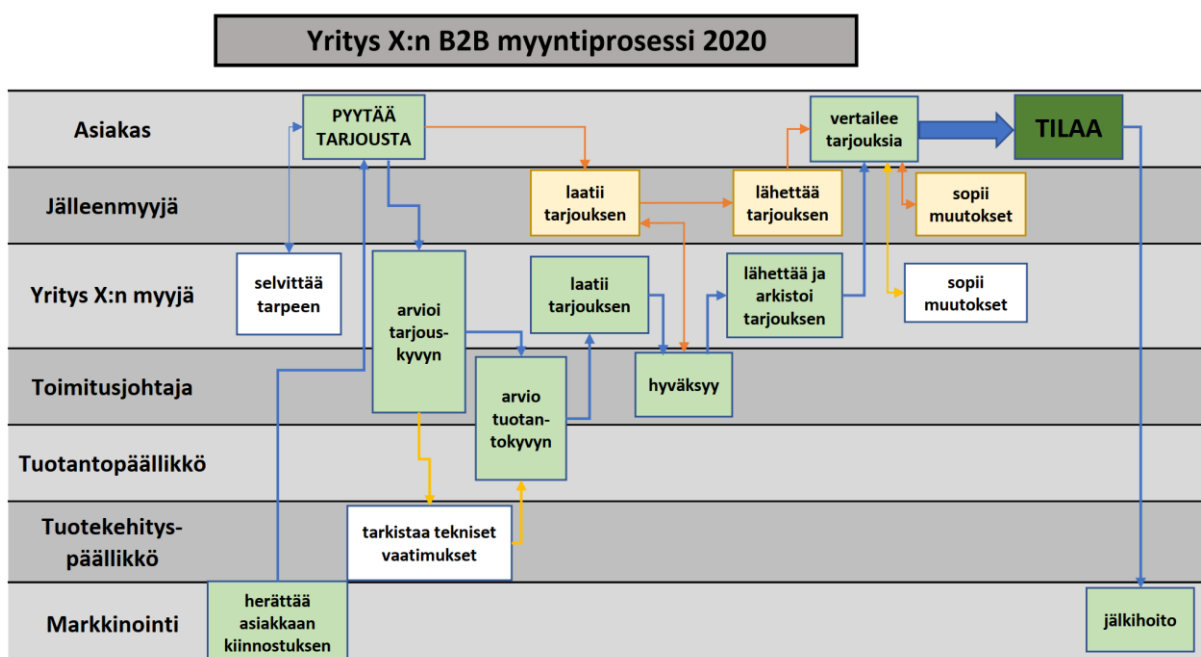 Yritys X:n B2B myyntiprosessi 2020
Asiakas
PYYTÄÄ
TARJOUSTA
vertailee
tarjouksia
TILAA
Jälleenmyyjä
laatii
tarjouksen
lähettää
tarjouksen
sopii
muutokset
Yritys X:n myyjä
selvittää
tarpeen
arvioi
tarjous-
kyvyn
laatii
tarjouksen
lähettää ja
arkistoi
tarjouksen
sopii
muutokset
Toimitusjohtaja
arvio
tuotan-
tokyvyn
hyväksyy
Tuotantopäällikkö
Tuotekehitys-
päällikkö
tarkistaa tekniset
vaatimukset
Markkinointi
herättää
asiakkaan
kiinnostuksen
jälkihoito